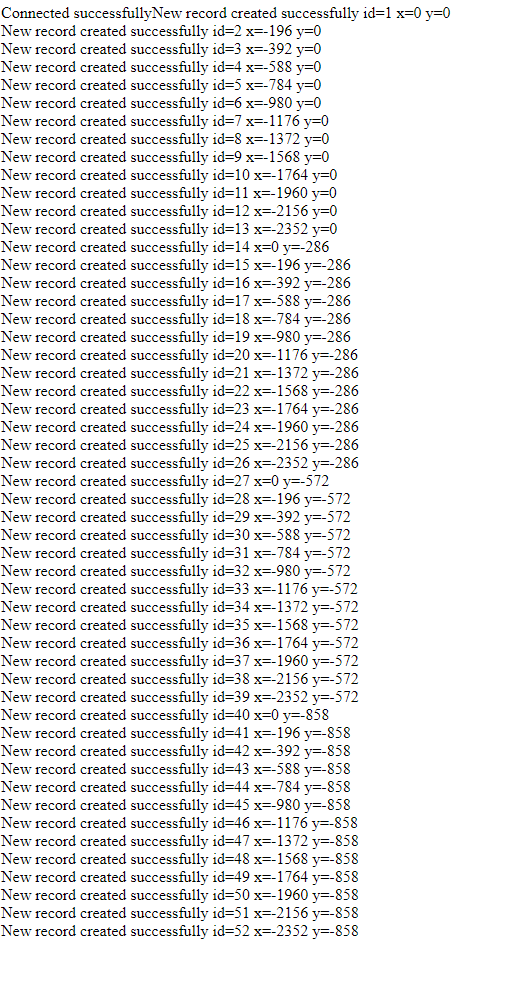 Connected successfullyNew record created successfully id=1 x=0 y=0
New record created successfully id=2 x=-196 y=0
New record created successfully id=3 x=-392 y=0
New record created successfully id=4 x=-588 y=0
New record created successfully id=5 x=-784 y=0
New record created successfully id=6 x=-980 y=0
New record created successfully id=7 x=-1176 y=0
New record created successfully id=8 x=-1372 y=0
New record created successfully id=9 x=-1568 y=0
New record created successfully id=10 x=-1764 y=0
New record created successfully id=11 x=-1960 y=0
New record created successfully id=12 x=-2156 y=0
New record created successfully id=13 x=-2352 y=0
New record created successfully id=14 x=0 y=-286
New record created successfully id=15 x=-196 y=-286
New record created successfully id=16 x=-392 y=-286
New record created successfully id=17 x=-588 y=-286
New record created successfully id=18 x=-784 y=-286
New record created successfully id=19 x=-980 y=-286
New record created successfully id=20 x=-1176 y=-286
New record created successfully id=21 x=-1372 y=-286
New record created successfully id=22 x=-1568 y=-286
New record created successfully id=23 x=-1764 y=-286
New record created successfully id=24 x=-1960 y=-286
New record created successfully id=25 x=-2156 y=-286
New record created successfully id=26 x=-2352 y=-286
New record created successfully id=27 x=0 y=-572
New record created successfully id=28 x=-196 y=-572
New record created successfully id=29 x=-392 y=-572
New record created successfully id=30 x=-588 y=-572
New record created successfully id=31 x=-784 y=-572
New record created successfully id=32 x=-980 y=-572
New record created successfully id=33 x=-1176 y=-572
New record created successfully id=34 x=-1372 y=-572
New record created successfully id=35 x=-1568 y=-572
New record created successfully id=36 x=-1764 y=-572
New record created successfully id=37 x=-1960 y=-572
New record created successfully id=38 x=-2156 y=-572
New record created successfully id=39 x=-2352 y=-572
New record created successfully id=40 x=0 y=-858
New record created successfully id=41 x=-196 y=-858
New record created successfully id=42 x=-392 y=-858
New record created successfully id=43 x=-588 y=-858
New record created successfully id=44 x=-784 y=-858
New record created successfully id=45 x=-980 y=-858
New record created successfully id=46 x=-1176 y=-858
New record created successfully id=47 x=-1372 y=-858
New record created successfully id=48 x=-1568 y=-858
New record created successfully id=49 x=-1764 y=-858
New record created successfully id=50 x=-1960 y=-858
New record created successfully id=51 x=-2156 y=-858
New record created successfully id=52 x=-2352 y=-858